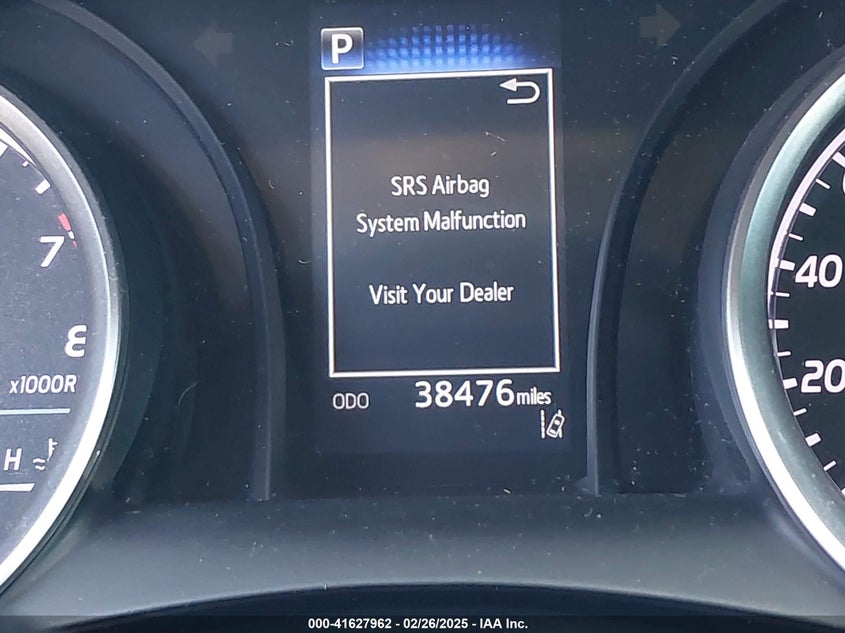 P
SRS Airbag
System Malfunction
Visit Your Dealer
ODO 38476 miles
7
8
x1000R
H
40
20
000-41627962 - 02/26/2025 - IAA Inc.